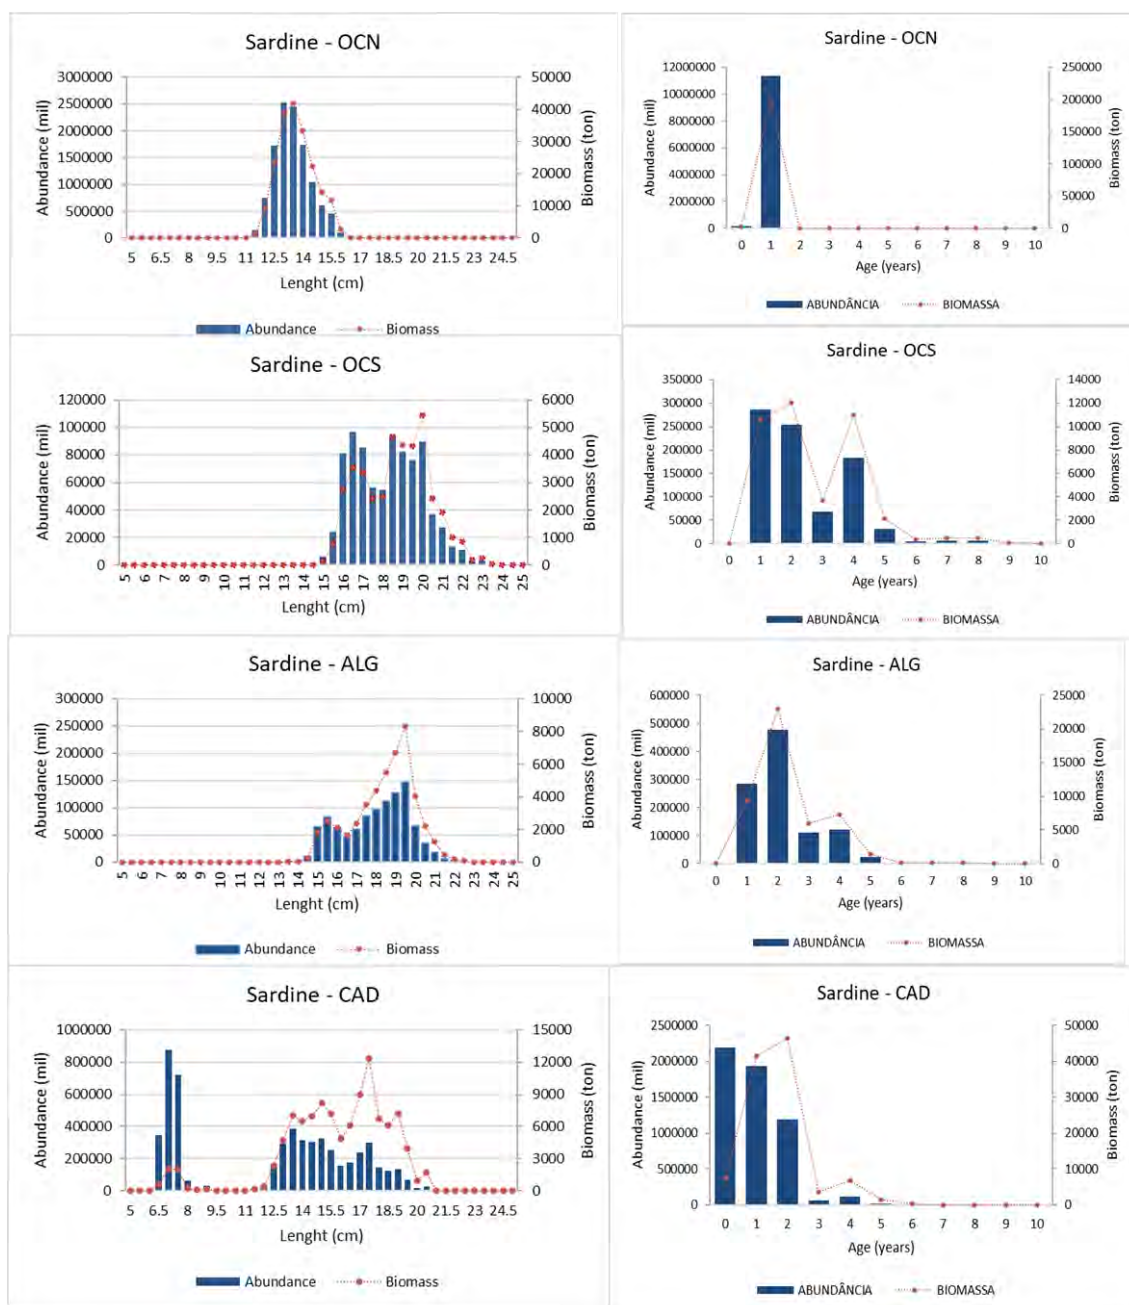 Sardine - OCN
3000000
2500000
2000000
1500000
1000000
500000
0
Abundance (mil)
50000
40000
30000
20000
10000
0
Biomass (ton)
5 6.5 8 9.5 11 12.5 14 15.5 17 18.5 20 21.5 23 24.5
Lenght (cm)
Abundance Biomass
Sardine - OCN
12000000
10000000
8000000
6000000
4000000
2000000
0
Abundance (mil)
250000
200000
150000
100000
50000
0
Biomass (ton)
0 1 2 3 4 5 6 7 8 9 10
Age (years)
ABUNDÂNCIA BIOMASSA
Sardine - OCS
120000
100000
80000
60000
40000
20000
0
Abundance (mil)
6000
5000
4000
3000
2000
1000
0
Biomass (ton)
5 6 7 8 9 10 11 12 13 14 15 16 17 18 19 20 21 22 23 24 25
Lenght (cm)
Abundance Biomass
Sardine - OCS
350000
300000
250000
200000
150000
100000
50000
0
Abundance (mil)
14000
12000
10000
8000
6000
4000
2000
0
Biomass (ton)
0 1 2 3 4 5 6 7 8 9 10
Age (years)
ABUNDÂNCIA BIOMASSA
Sardine - ALG
300000
250000
200000
150000
100000
50000
0
Abundance (mil)
10000
8000
6000
4000
2000
0
Biomass (ton)
5 6 7 8 9 10 11 12 13 14 15 16 17 18 19 20 21 22 23 24 25
Lenght (cm)
Abundance Biomass
Sardine - ALG
600000
500000
400000
300000
200000
100000
0
Abundance (mil)
25000
20000
15000
10000
5000
0
Biomass (ton)
0 1 2 3 4 5 6 7 8 9 10
Age (years)
ABUNDÂNCIA BIOMASSA
Sardine - CAD
1000000
800000
600000
400000
200000
0
Abundance (mil)
15000
12000
9000
6000
3000
0
Biomass (ton)
5 6.5 8 9.5 11 12.5 14 15.5 17 18.5 20 21.5 23 24.5
Lenght (cm)
Abundance Biomass
Sardine - CAD
2500000
2000000
1500000
1000000
500000
0
Abundance (mil)
50000
40000
30000
20000
10000
0
Biomass (ton)
0 1 2 3 4 5 6 7 8 9 10
Age (years)
ABUNDÂNCIA BIOMASSA